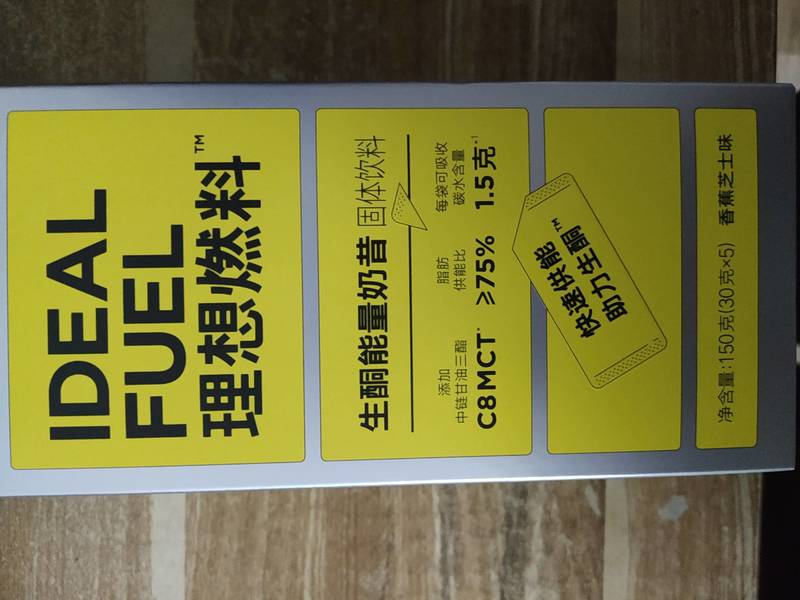 IDEAL
FUEL
理想燃料™
生酮能量奶昔 固体饮料
添加
中链甘油三酯
C8MCT*
脂肪
供能比
≥75%
每袋可吸收
碳水含量
1.5克-1
快速供能
助力生酮™
净含量:150克(30克×5) 香蕉芝士味